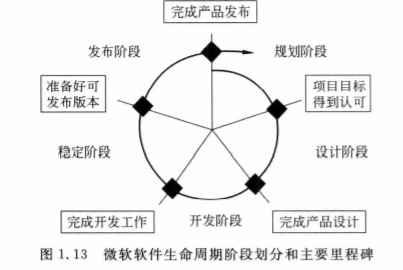 完成产品发布
发布阶段
规划阶段
准备好可
发布版本
项目目标
得到认可
稳定阶段
设计阶段
完成开发工作
开发阶段
完成产品设计
图 1.13 微软软件生命周期阶段划分和主要里程碑